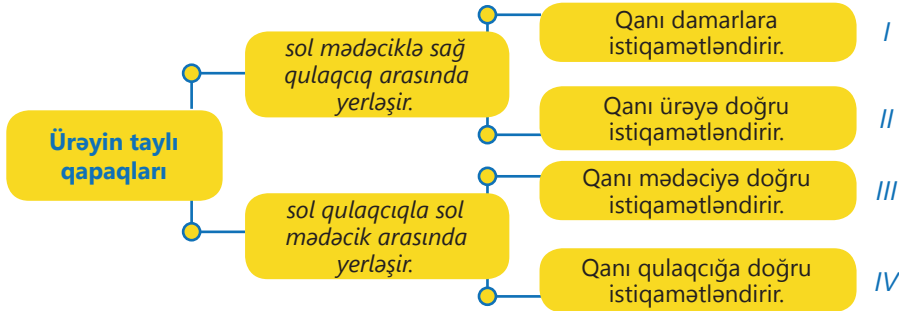 Ürəyin taylı
qapaqları
sol mədəciklə sağ
qulaqcıq arasında
yerləşir.
Qanı damarlara
istiqamətləndirir.
I
Qanı ürəyə doğru
istiqamətləndirir.
II
sol qulaqcıqla sol
mədəcik arasında
yerləşir.
Qanı mədəciyə doğru
istiqamətləndirir.
III
Qanı qulaqcığa doğru
istiqamətləndirir.
IV